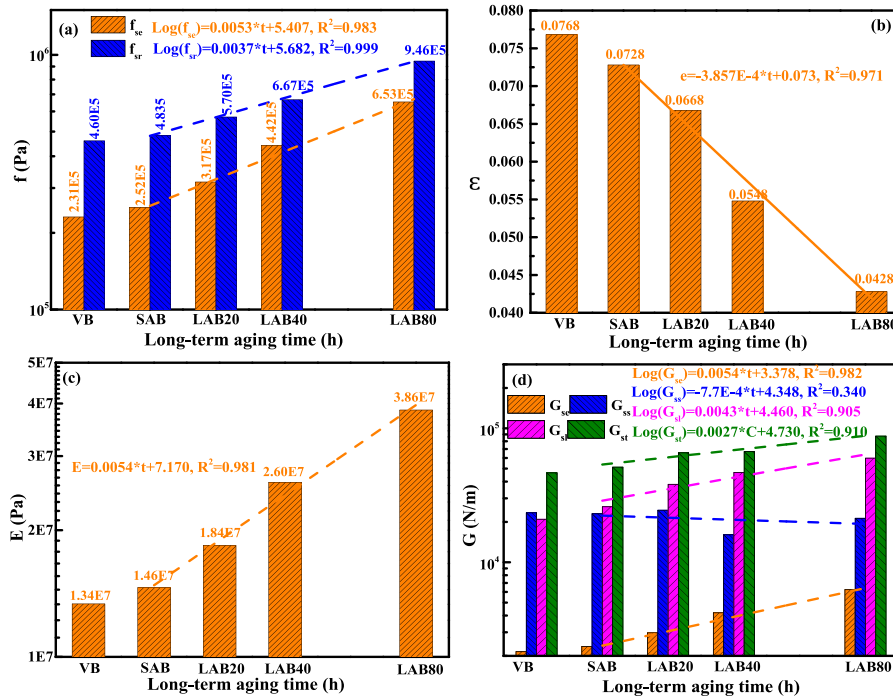 (a)
f_se Log(f_se)=0.0053*t+5.407, R²=0.983
f_sr Log(f_sr)=0.0037*t+5.682, R²=0.999
10⁶
10⁵
f (Pa)
2.31E5
4.60E5
2.52E5
4.835
3.17E5
5.70E5
4.42E5
6.67E5
6.53E5
9.46E5
VB SAB LAB20 LAB40 LAB80
Long-term aging time (h)
(b)
0.080
0.075
0.070
0.065
0.060
0.055
0.050
0.045
0.040
ε
0.0768
0.0728
0.0668
0.0548
0.0428
e=-3.857E-4*t+0.073, R²=0.971
VB SAB LAB20 LAB40 LAB80
Long-term aging time (h)
(c)
5E7
4E7
3E7
2E7
1E7
E (Pa)
E=0.0054*t+7.170, R²=0.981
1.34E7
1.46E7
1.84E7
2.60E7
3.86E7
VB SAB LAB20 LAB40 LAB80
Long-term aging time (h)
(d)
Log(G_se)=0.0054*t+3.378, R²=0.982
Log(G_ss)=-7.7E-4*t+4.348, R²=0.340
Log(G_sl)=0.0043*t+4.460, R²=0.905
Log(G_st)=0.0027*C+4.730, R²=0.910
G_se G_ss
G_sl G_st
10⁵
10⁴
G (N/m)
VB SAB LAB20 LAB40 LAB80
Long-term aging time (h)